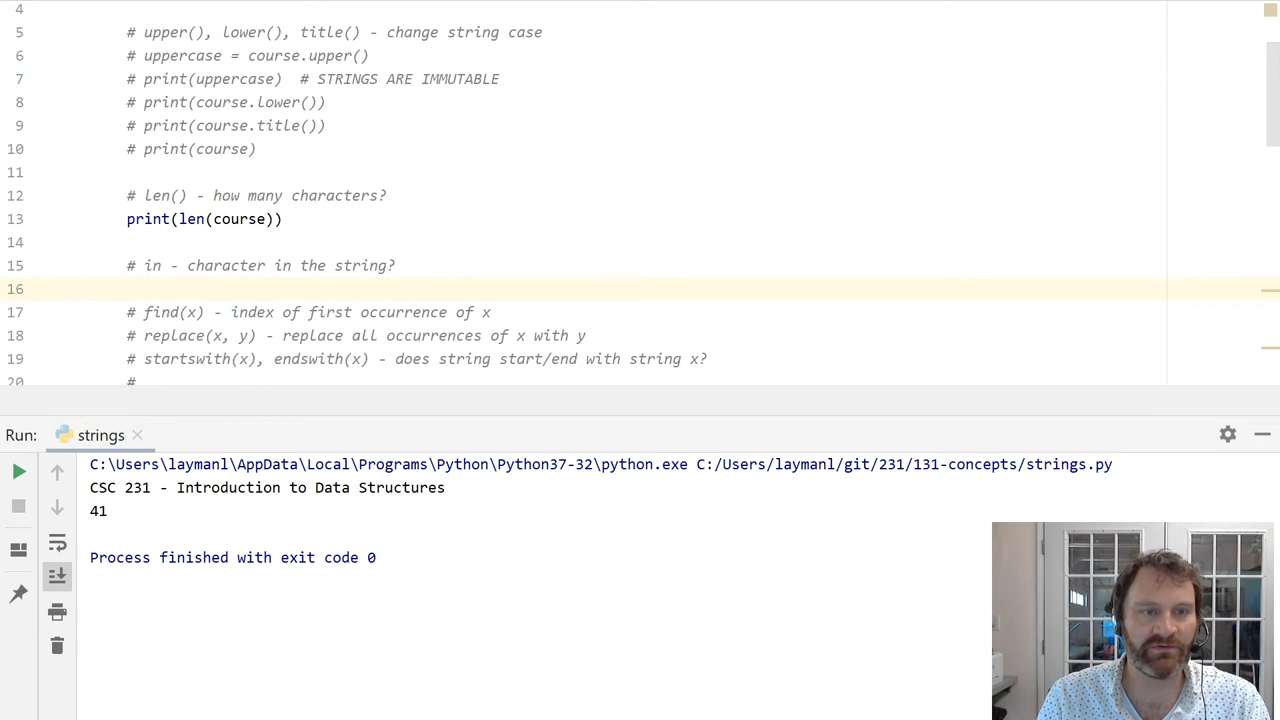 4
5 # upper(), lower(), title() - change string case
6 # uppercase = course.upper()
7 # print(uppercase)  # STRINGS ARE IMMUTABLE
8 # print(course.lower())
9 # print(course.title())
10 # print(course)
11
12 # len() - how many characters?
13 print(len(course))
14
15 # in - character in the string?
16
17 # find(x) - index of first occurrence of x
18 # replace(x, y) - replace all occurrences of x with y
19 # startswith(x), endswith(x) - does string start/end with string x?
20 #
Run: strings
C:\Users\laymanl\AppData\Local\Programs\Python\Python37-32\python.exe C:/Users/laymanl/git/231/131-concepts/strings.py
CSC 231 - Introduction to Data Structures
41
Process finished with exit code 0